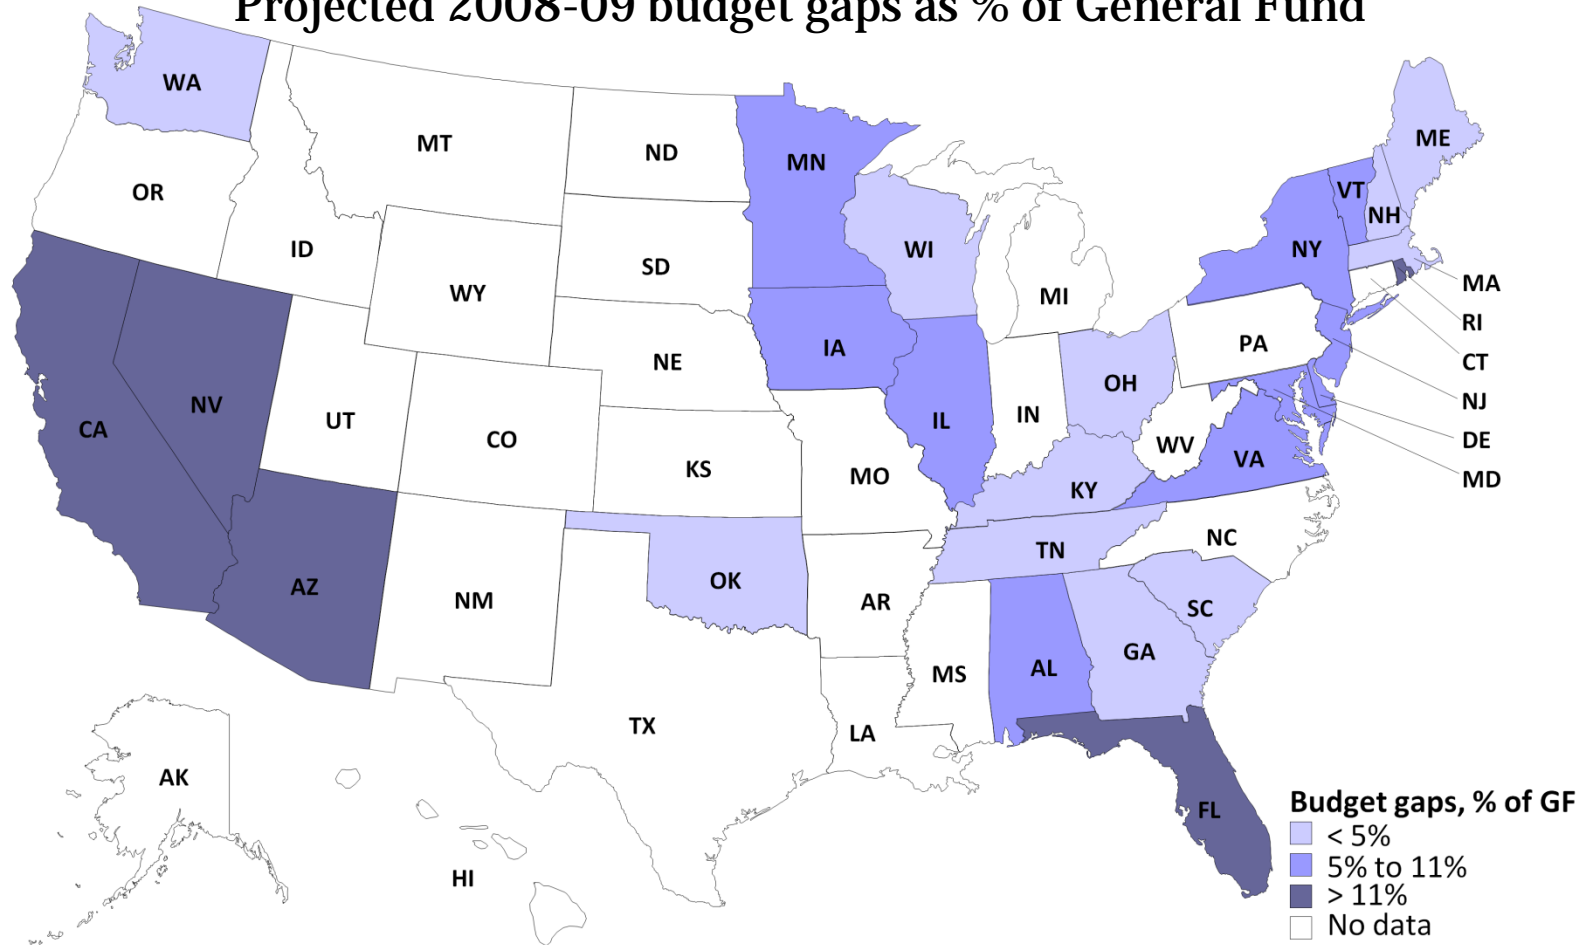 Projected 2008-09 budget gaps as % of General Fund
WA
MT
ND
MN
ME
OR
ID
SD
WI
VT
NH
NY
WY
MI
MA
RI
CT
NE
IA
PA
NJ
OH
NV
CA
UT
CO
IL
IN
DE
WV
VA
MD
KS
MO
KY
NC
TN
OK
AZ
NM
AR
SC
MS
AL
GA
TX
LA
AK
HI
FL
Budget gaps, % of GF
< 5%
5% to 11%
> 11%
No data